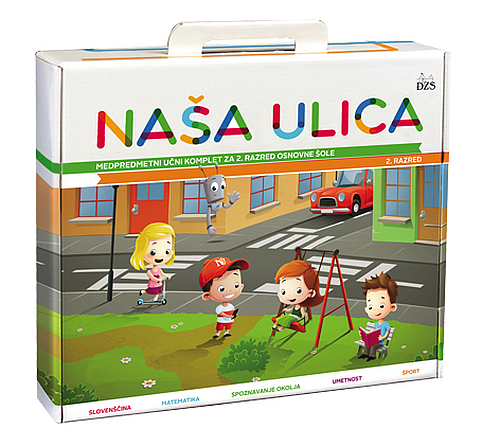 DZS
NAŠA ULICA
MEDPREDMETNI UČNI KOMPLET ZA 2. RAZRED OSNOVNE ŠOLE
2. RAZRED
SLOVENŠČINA
MATEMATIKA
SPOZNAVANJE OKOLJA
UMETNOST
ŠPORT